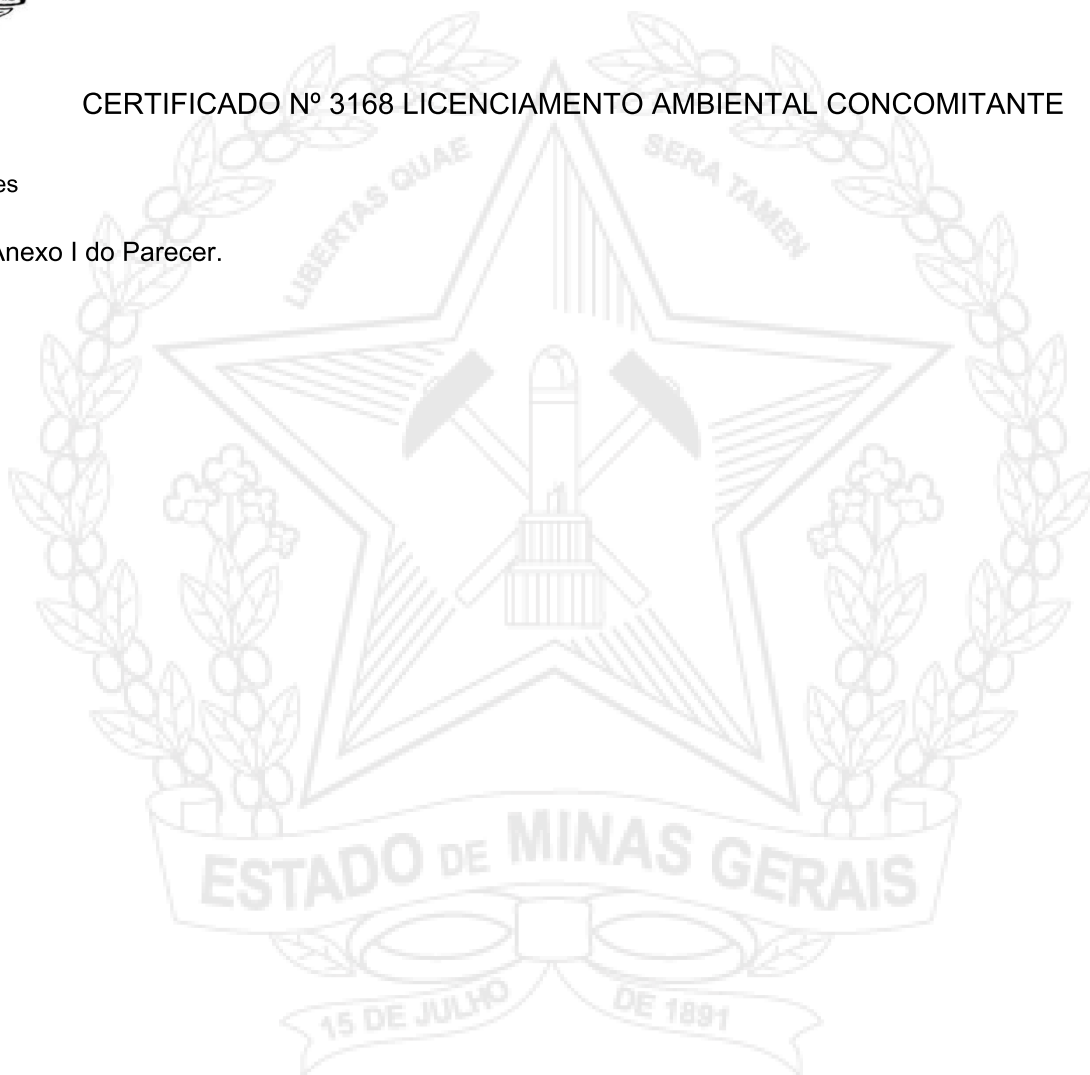 CERTIFICADO Nº 3168 LICENCIAMENTO AMBIENTAL CONCOMITANTE
es
Anexo I do Parecer.
LIBERTAS QUAE SERA TAMEN
ESTADO DE MINAS GERAIS
15 DE JULHO DE 1891